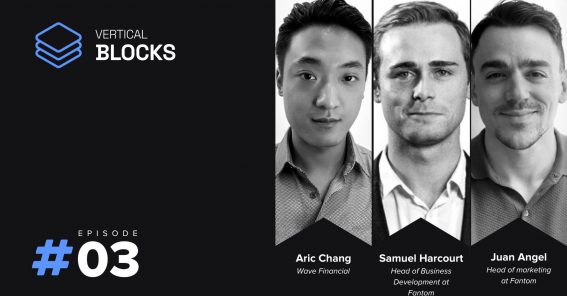 VERTICAL
BLOCKS
EPISODE
#03
Aric Chang
Wave Financial
Samuel Harcourt
Head of Business
Development at
Fantom
Juan Angel
Head of marketing
at Fantom